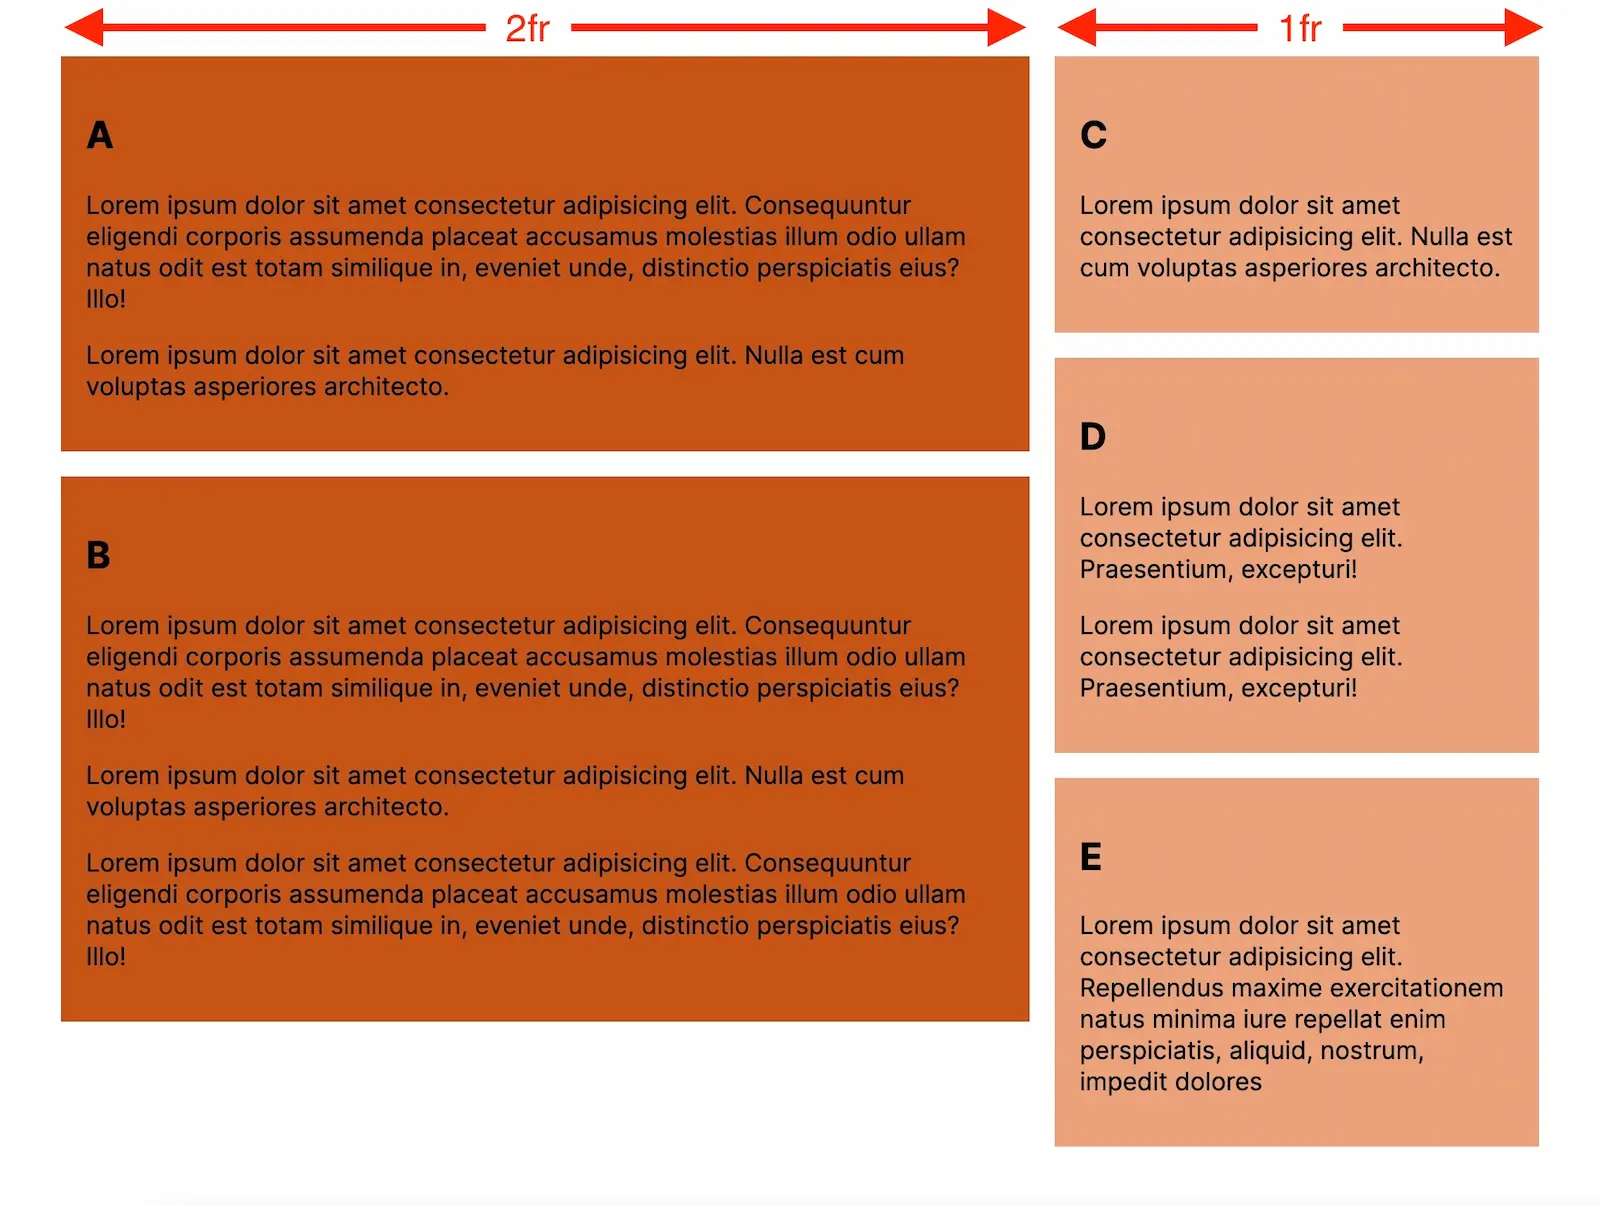 2fr
1fr
A
Lorem ipsum dolor sit amet consectetur adipisicing elit. Consequuntur
eligendi corporis assumenda placeat accusamus molestias illum odio ullam
natus odit est totam similique in, eveniet unde, distinctio perspiciatis eius?
Illo!
Lorem ipsum dolor sit amet consectetur adipisicing elit. Nulla est cum
voluptas asperiores architecto.
B
Lorem ipsum dolor sit amet consectetur adipisicing elit. Consequuntur
eligendi corporis assumenda placeat accusamus molestias illum odio ullam
natus odit est totam similique in, eveniet unde, distinctio perspiciatis eius?
Illo!
Lorem ipsum dolor sit amet consectetur adipisicing elit. Nulla est cum
voluptas asperiores architecto.
Lorem ipsum dolor sit amet consectetur adipisicing elit. Consequuntur
eligendi corporis assumenda placeat accusamus molestias illum odio ullam
natus odit est totam similique in, eveniet unde, distinctio perspiciatis eius?
Illo!
C
Lorem ipsum dolor sit amet
consectetur adipisicing elit. Nulla est
cum voluptas asperiores architecto.
D
Lorem ipsum dolor sit amet
consectetur adipisicing elit.
Praesentium, excepturi!
Lorem ipsum dolor sit amet
consectetur adipisicing elit.
Praesentium, excepturi!
E
Lorem ipsum dolor sit amet
consectetur adipisicing elit.
Repellendus maxime exercitationem
natus minima iure repellat enim
perspiciatis, aliquid, nostrum,
impedit dolores